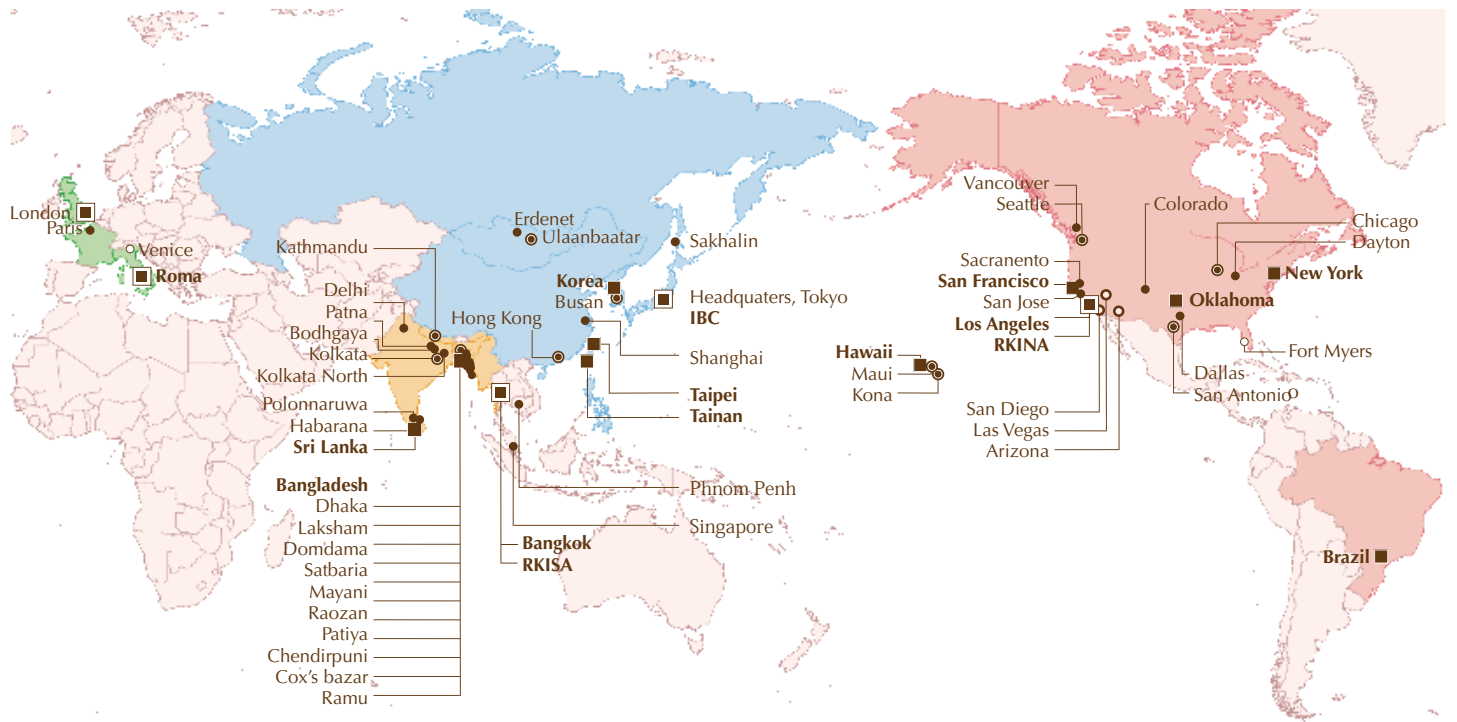 London
Paris
Venice
Roma
Kathmandu
Delhi
Patna
Bodhgaya
Kolkata
Kolkata North
Polonnaruwa
Habarana
Sri Lanka
Bangladesh
Dhaka
Laksham
Domdama
Satbaria
Mayani
Raozan
Patiya
Chendirpuni
Cox's bazar
Ramu
Erdenet
Ulaanbaatar
Sakhalin
Korea
Busan
Hong Kong
Headquaters, Tokyo
IBC
Shanghai
Taipei
Tainan
Phnom Penh
Singapore
Bangkok
RKISA
Hawaii
Maui
Kona
Vancouver
Seattle
Sacranento
San Francisco
San Jose
Los Angeles
RKINA
San Diego
Las Vegas
Arizona
Colorado
Chicago
Dayton
New York
Oklahoma
Fort Myers
Dallas
San Antonio
Brazil